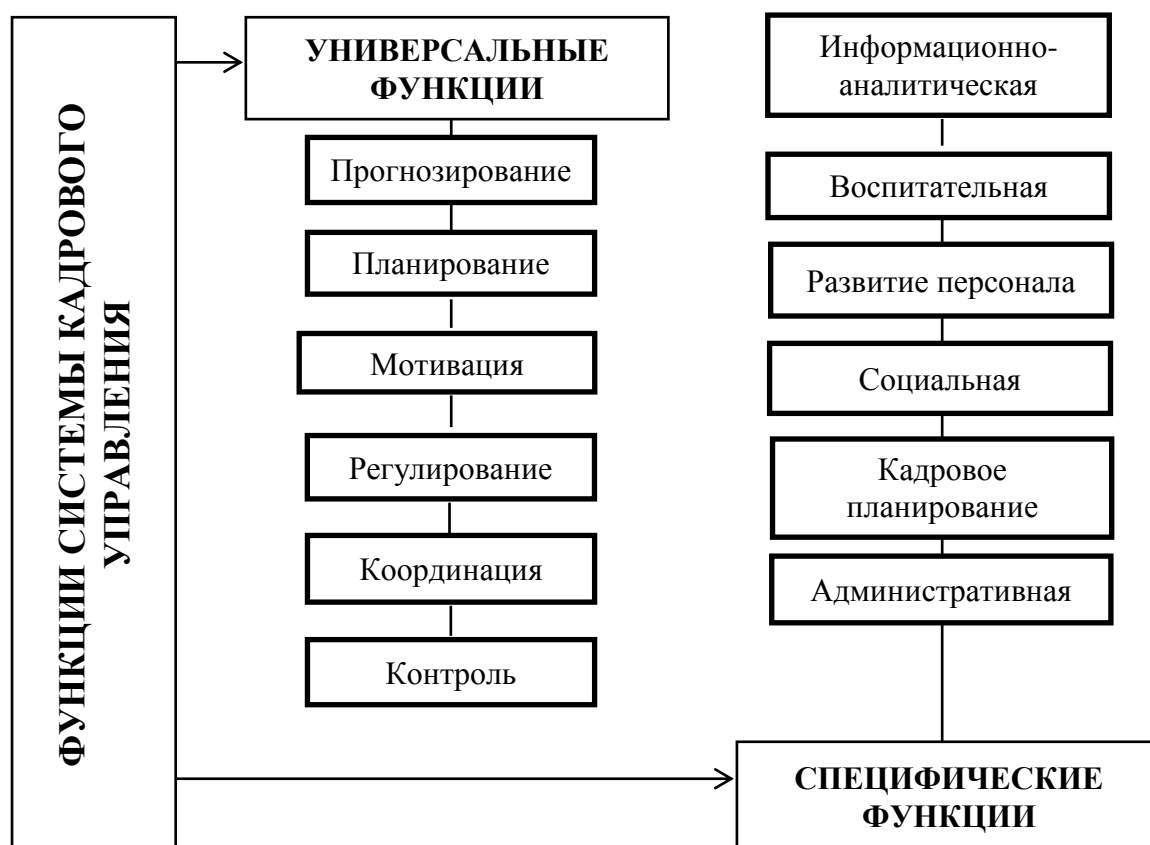 ФУНКЦИИ СИСТЕМЫ КАДРОВОГО
УПРАВЛЕНИЯ
УНИВЕРСАЛЬНЫЕ
ФУНКЦИИ
Прогнозирование
Планирование
Мотивация
Регулирование
Координация
Контроль
Информационно-
аналитическая
Воспитательная
Развитие персонала
Социальная
Кадровое
планирование
Административная
СПЕЦИФИЧЕСКИЕ
ФУНКЦИИ